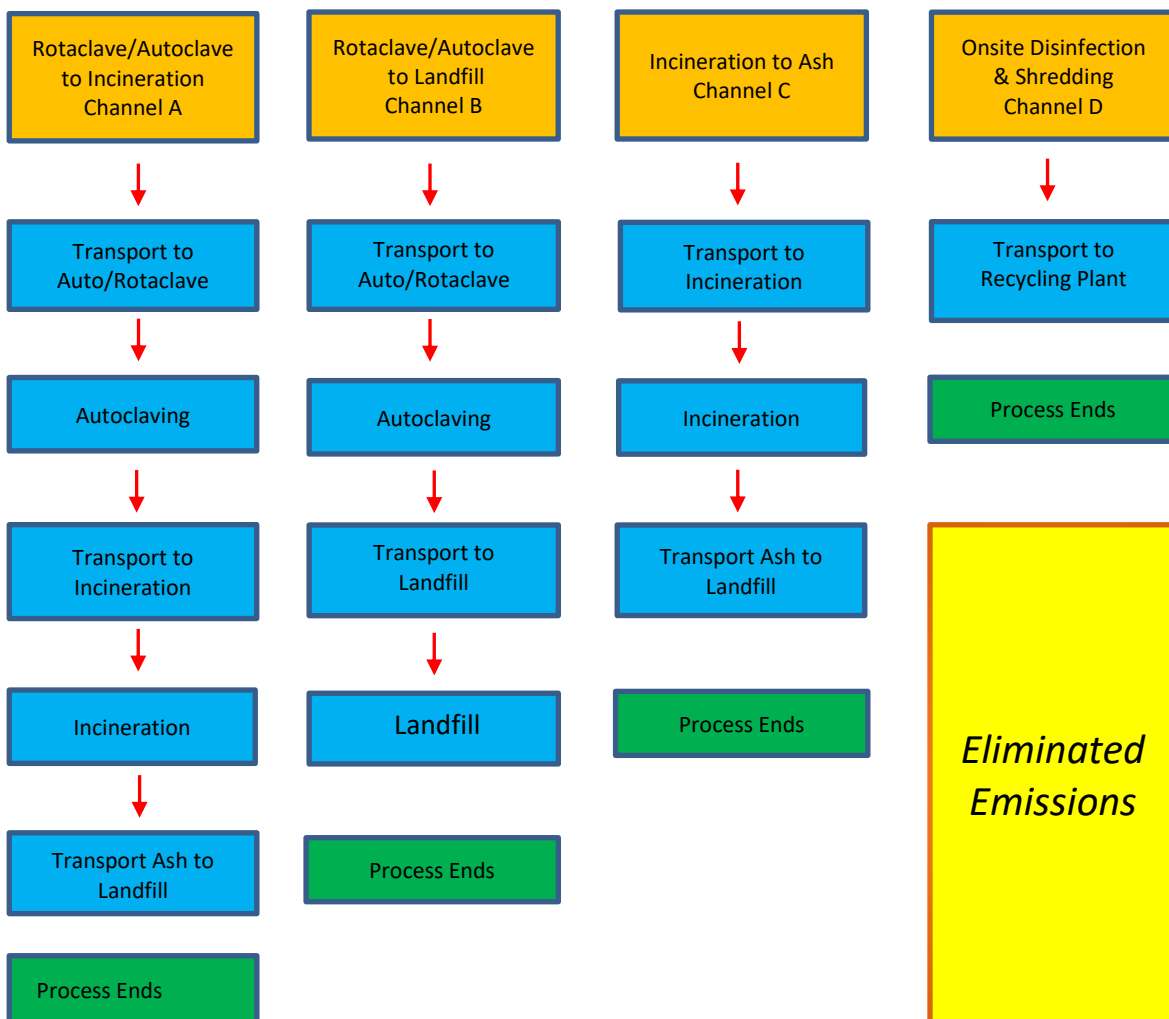 Rotaclave/Autoclave
to Incineration
Channel A
Rotaclave/Autoclave
to Landfill
Channel B
Incineration to Ash
Channel C
Onsite Disinfection
& Shredding
Channel D
Transport to
Auto/Rotaclave
Transport to
Auto/Rotaclave
Transport to
Incineration
Transport to
Recycling Plant
Autoclaving
Autoclaving
Incineration
Process Ends
Transport to
Incineration
Transport to
Landfill
Transport Ash to
Landfill
Incineration
Landfill
Process Ends
Eliminated
Emissions
Transport Ash to
Landfill
Process Ends
Process Ends